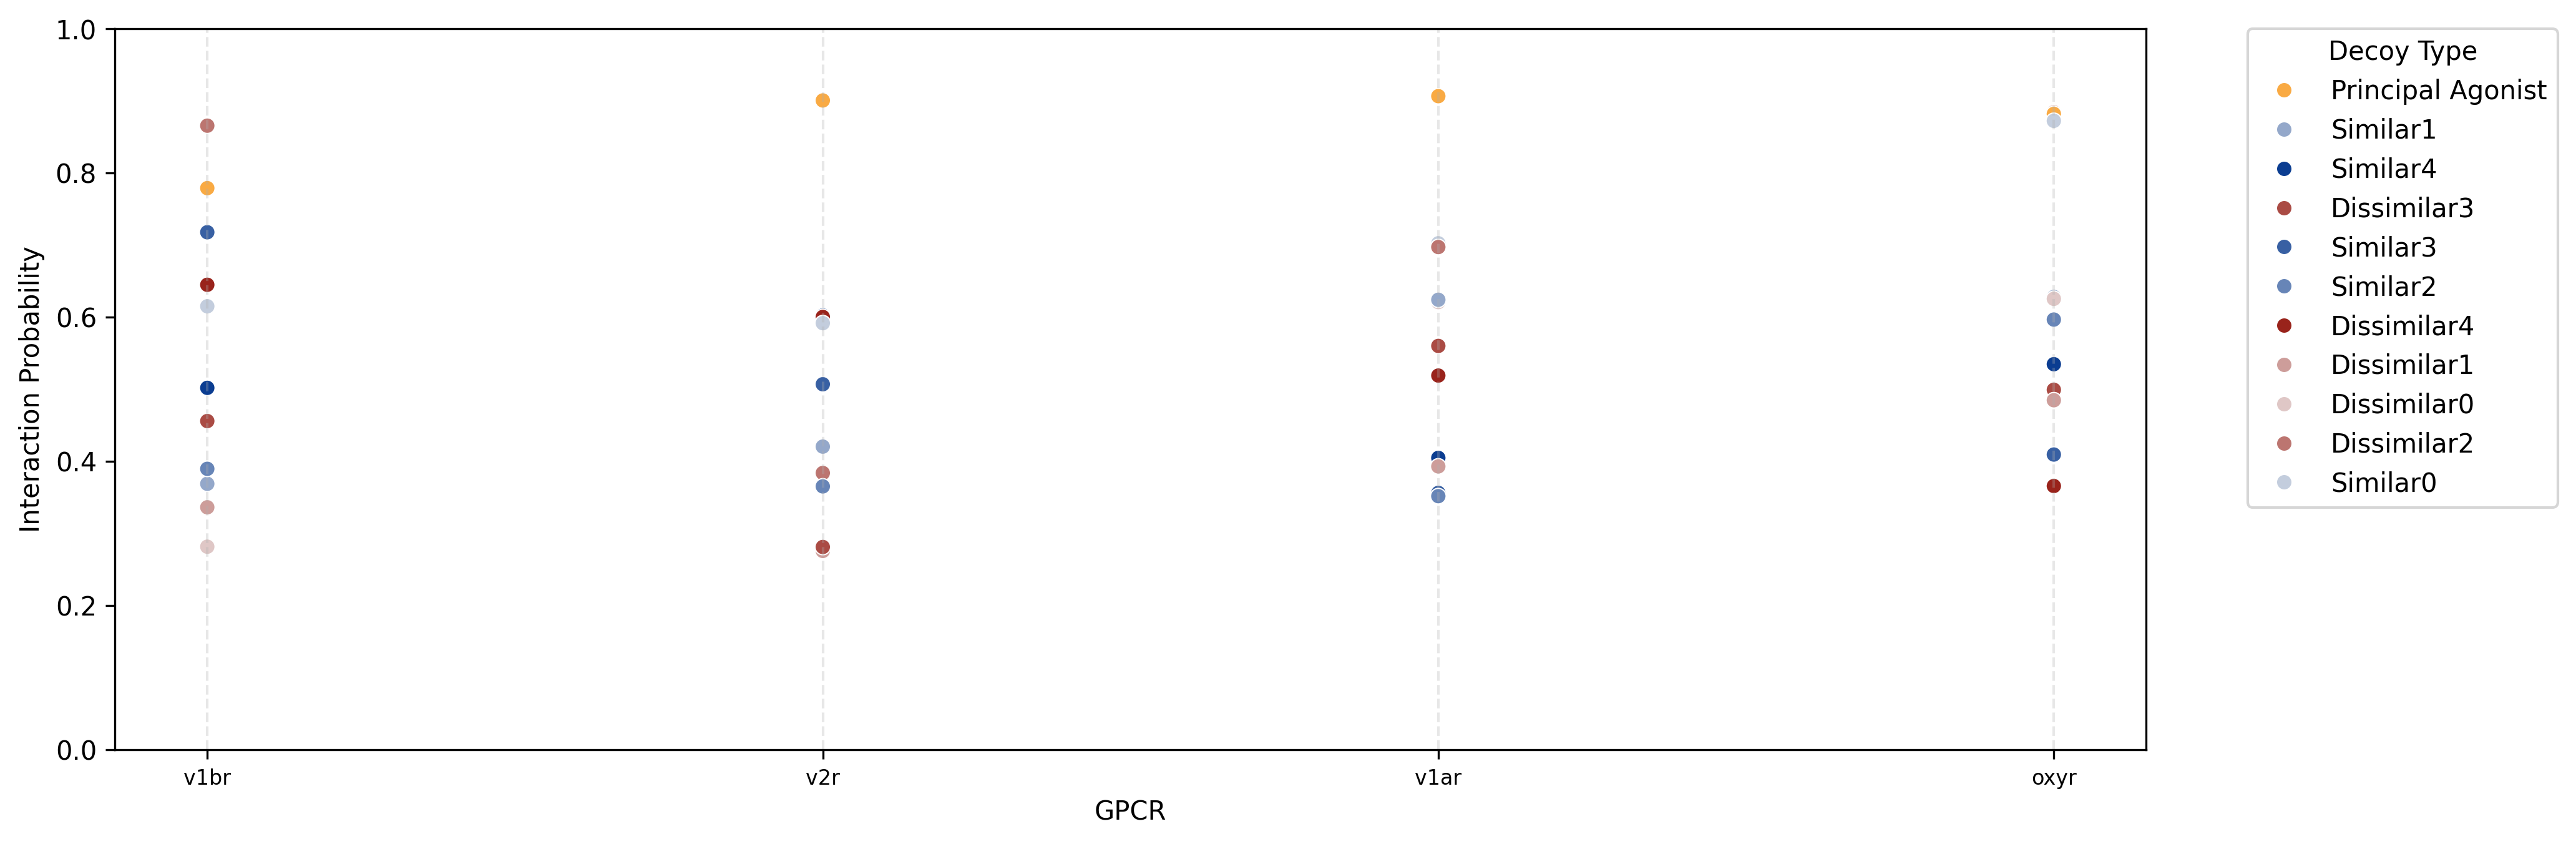 1.0
0.8
0.6
0.4
0.2
0.0
Interaction Probability
v1br
v2r
v1ar
oxyr
GPCR
Decoy Type
Principal Agonist
Similar1
Similar4
Dissimilar3
Similar3
Similar2
Dissimilar4
Dissimilar1
Dissimilar0
Dissimilar2
Similar0